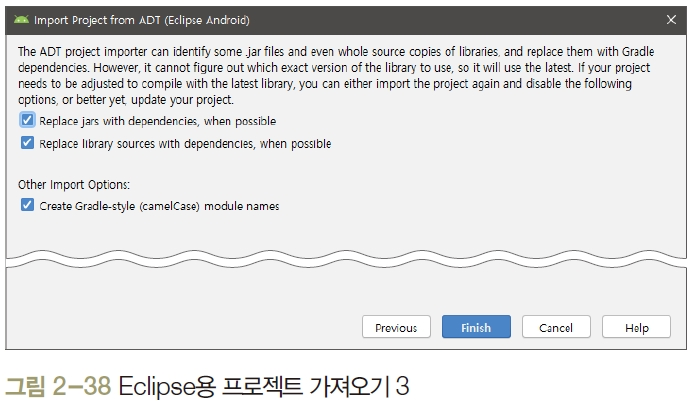 Import Project from ADT (Eclipse Android)
The ADT project importer can identify some .jar files and even whole source copies of libraries, and replace them with Gradle
dependencies. However, it cannot figure out which exact version of the library to use, so it will use the latest. If your project
needs to be adjusted to compile with the latest library, you can either import the project again and disable the following
options, or better yet, update your project.
Replace jars with dependencies, when possible
Replace library sources with dependencies, when possible
Other Import Options:
Create Gradle-style (camelCase) module names
Previous Finish Cancel Help
그림 2-38 Eclipse용 프로젝트 가져오기 3